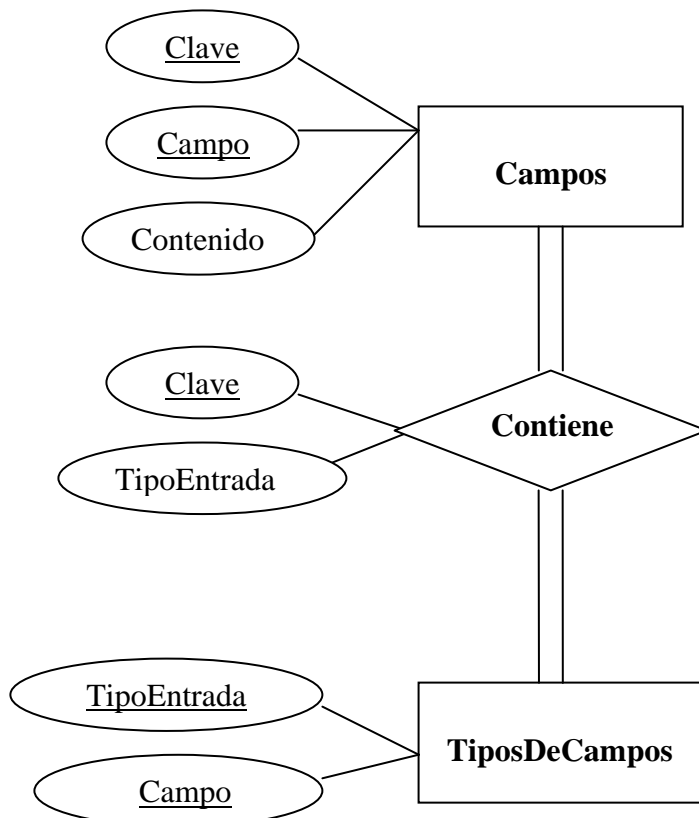 Clave
Campo
Campos
Contenido
Clave
Contiene
TipoEntrada
TipoEntrada
TiposDeCampos
Campo